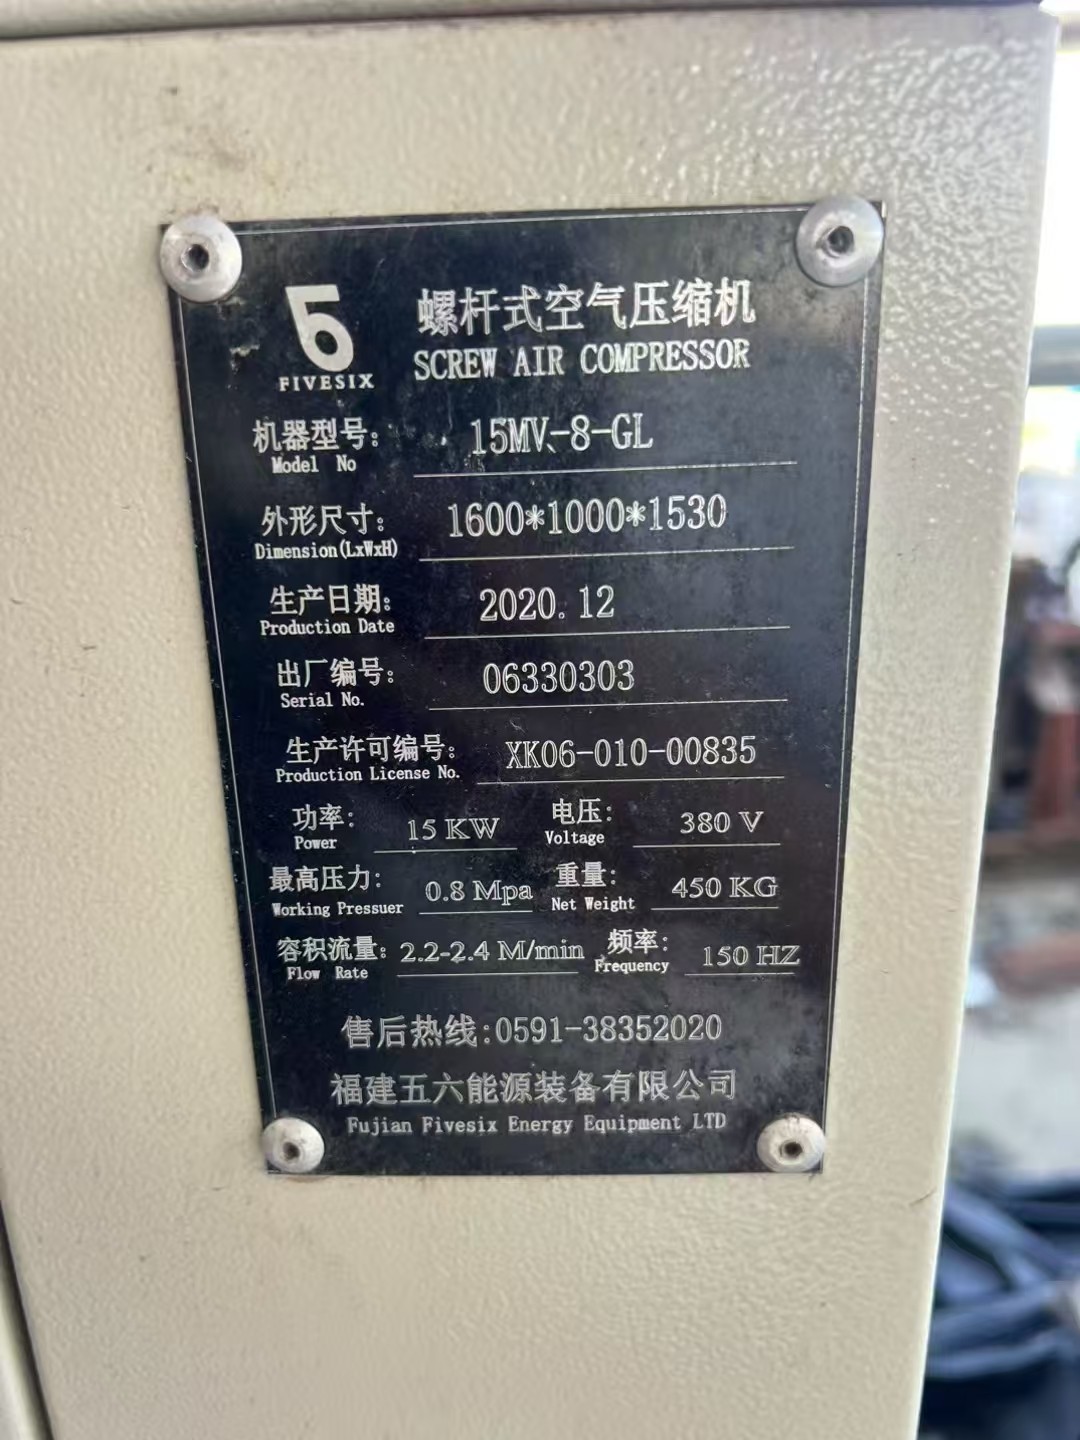 螺杆式空气压缩机
SCREW AIR COMPRESSOR
FIVESIX
机器型号: 15MV-8-GL
Model No
外形尺寸: 1600*1000*1530
Dimension(LxWxH)
生产日期: 2020.12
Production Date
出厂编号: 06330303
Serial No.
生产许可编号: XK06-010-00835
Production License No.
功率: 15 KW 电压: 380 V
Power Voltage
最高压力: 0.8 Mpa 重量: 450 KG
Working Pressuer Net Weight
容积流量: 2.2-2.4 M/min 频率: 150 HZ
Flow Rate Frequency
售后热线:0591-38352020
福建五六能源装备有限公司
Fujian Fivesix Energy Equipment LTD